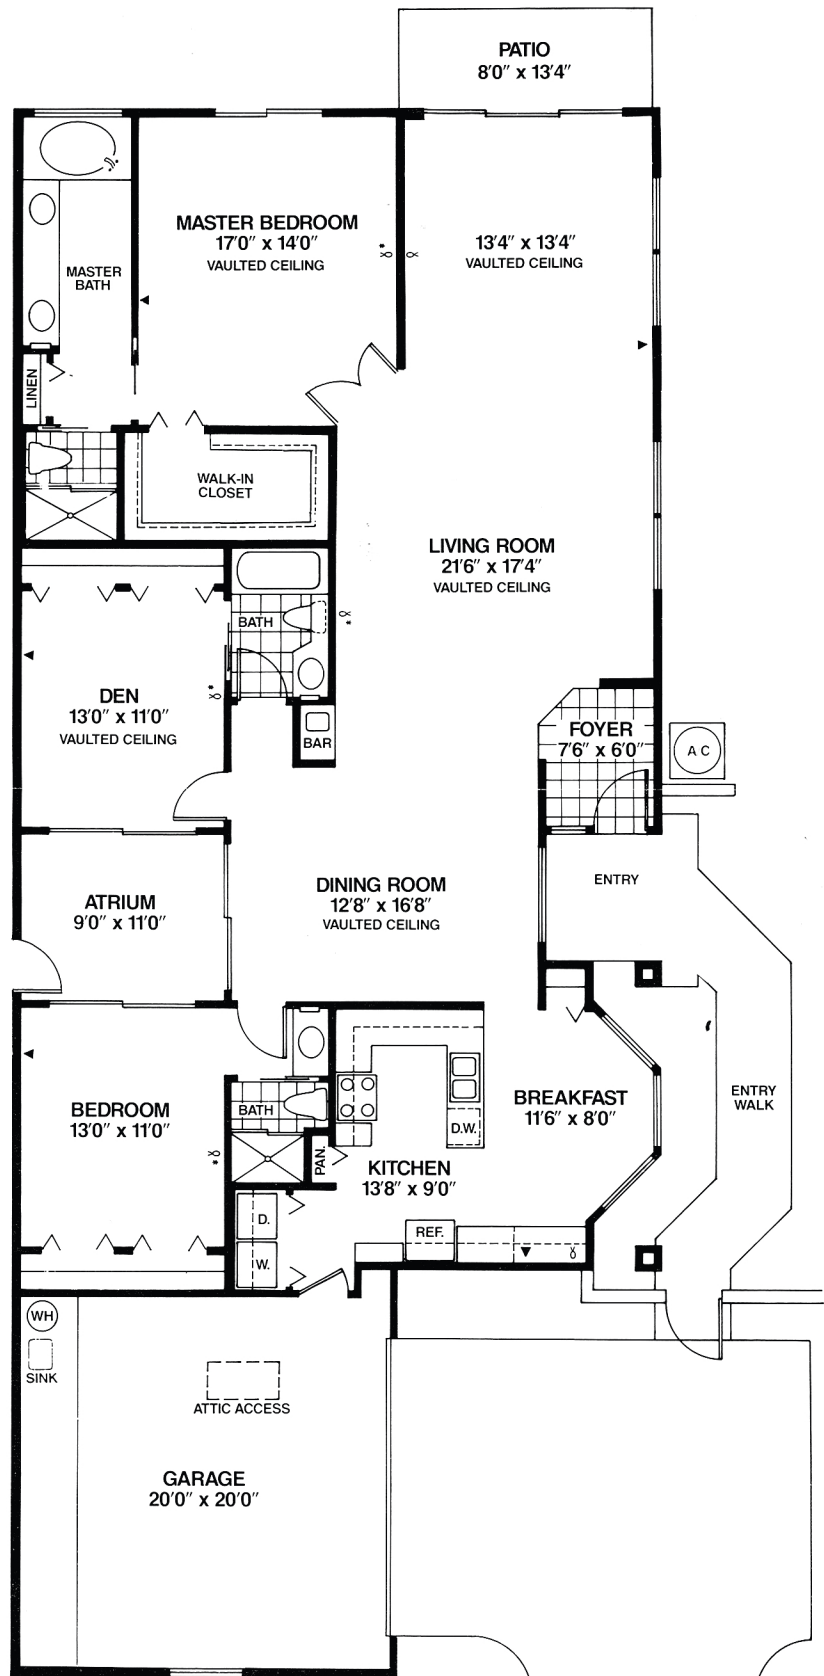 PATIO
8'0" x 13'4"
MASTER BEDROOM
17'0" x 14'0"
VAULTED CEILING
13'4" x 13'4"
VAULTED CEILING
MASTER
BATH
LINEN
WALK-IN
CLOSET
LIVING ROOM
21'6" x 17'4"
VAULTED CEILING
BATH
DEN
13'0" x 11'0"
VAULTED CEILING
BAR
FOYER
7'6" x 6'0"
A C
ATRIUM
9'0" x 11'0"
DINING ROOM
12'8" x 16'8"
VAULTED CEILING
ENTRY
BEDROOM
13'0" x 11'0"
BATH
BREAKFAST
11'6" x 8'0"
ENTRY
WALK
D.W.
PAN.
KITCHEN
13'8" x 9'0"
D.
REF.
W.
WH
SINK
ATTIC ACCESS
GARAGE
20'0" x 20'0"